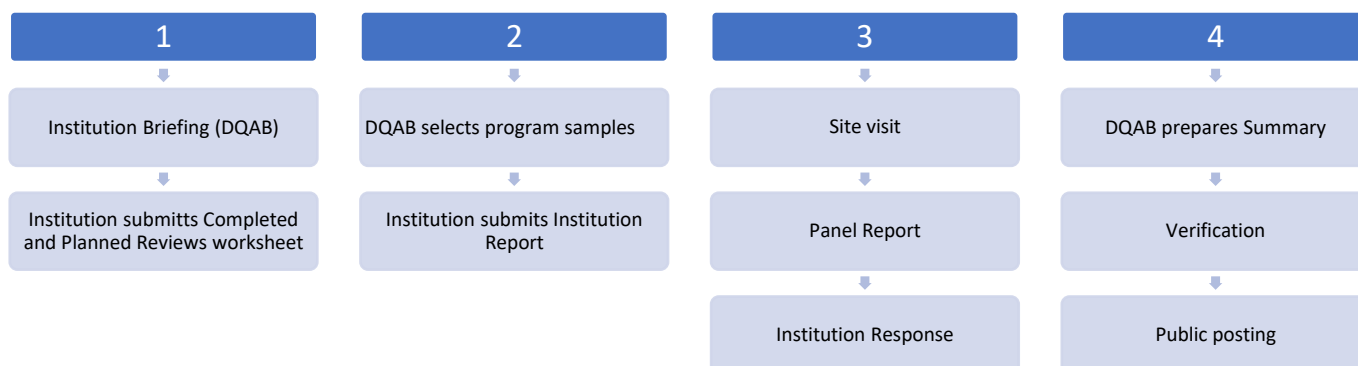 1
Institution Briefing (DQAB)
Institution submitts Completed
and Planned Reviews worksheet
2
DQAB selects program samples
Institution submits Institution
Report
3
Site visit
Panel Report
Institution Response
4
DQAB prepares Summary
Verification
Public posting